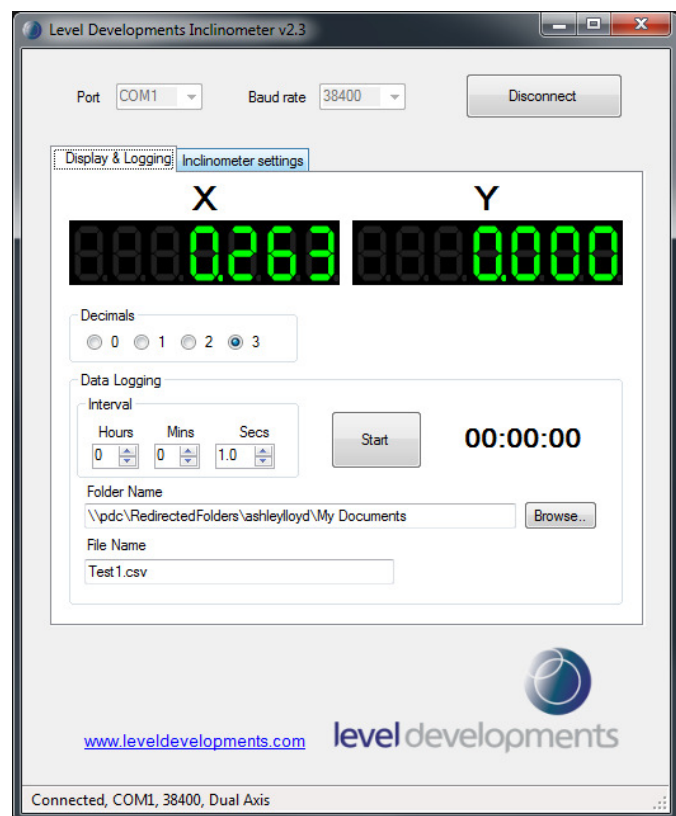 Level Developments Inclinometer v2.3
Port COM1 Baud rate 38400 Disconnect
Display & Logging Inclinometer settings
X Y
0.263 0.000
Decimals
0 1 2 3
Data Logging
Interval
Hours Mins Secs
0 0 1.0 Start 00:00:00
Folder Name
\\pdc\RedirectedFolders\ashleylloyd\My Documents Browse..
File Name
Test1.csv
www.leveldevelopments.com level developments
Connected, COM1, 38400, Dual Axis